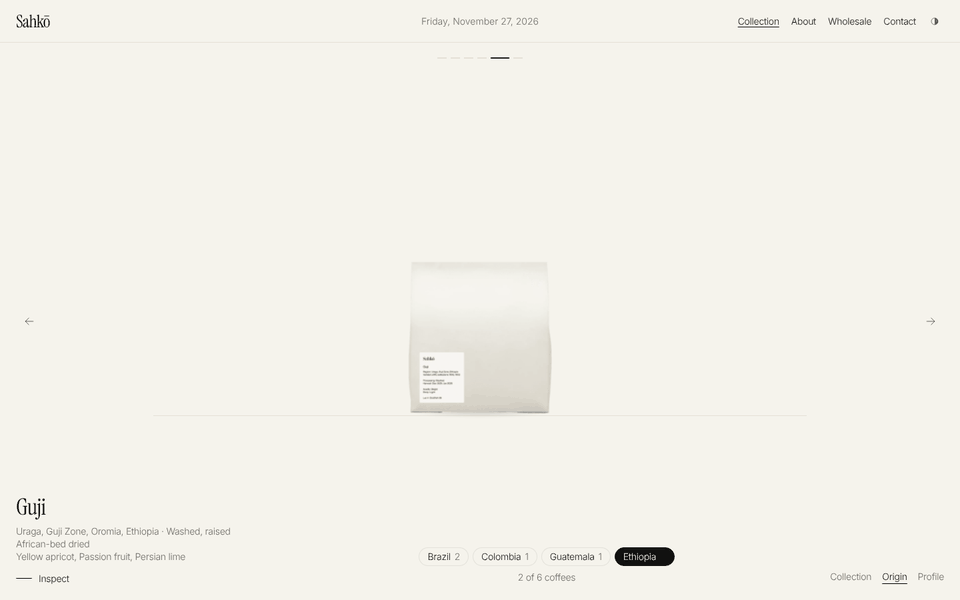 Sahkō
Friday, November 27, 2026
Collection About Wholesale Contact
Sahkō
Guji
Uraga, Guji Zone, Oromia, Ethiopia · Washed, raised
African-bed dried
Yellow apricot, Passion fruit, Persian lime
Inspect
Brazil 2 Colombia 1 Guatemala 1 Ethiopia
2 of 6 coffees
Collection Origin Profile